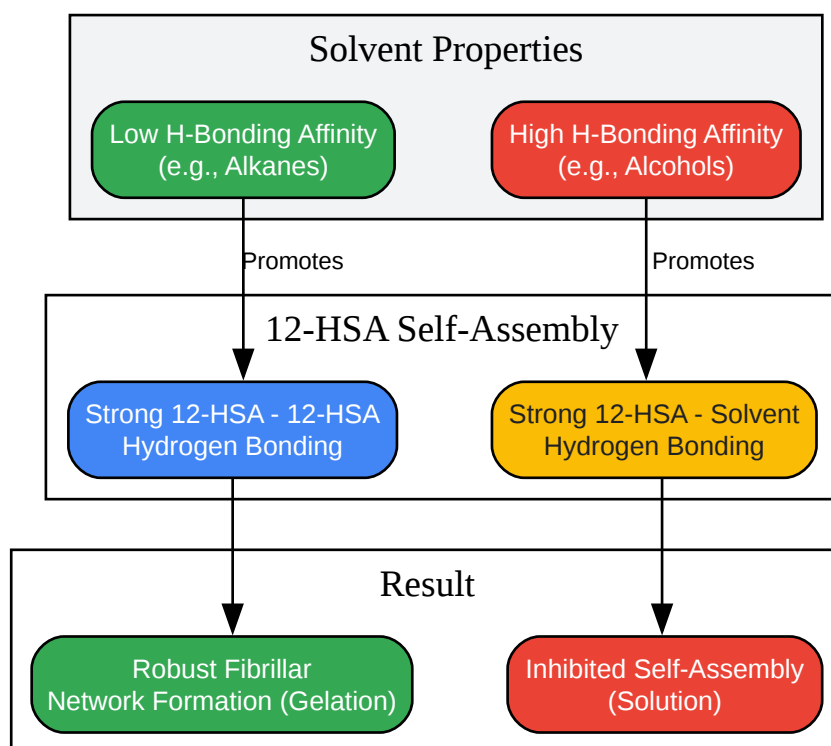 Solvent Properties
Low H-Bonding Affinity
(e.g., Alkanes)
High H-Bonding Affinity
(e.g., Alcohols)
Promotes
Promotes
12-HSA Self-Assembly
Strong 12-HSA - 12-HSA
Hydrogen Bonding
Strong 12-HSA - Solvent
Hydrogen Bonding
Result
Robust Fibrillar
Network Formation (Gelation)
Inhibited Self-Assembly
(Solution)